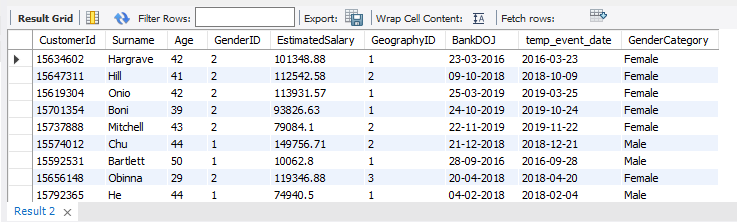 Result Grid Filter Rows: Export: Wrap Cell Content: IA Fetch rows:
CustomerId Surname Age GenderID EstimatedSalary GeographyID BankDOJ temp_event_date GenderCategory
15634602 Hargrave 42 2 101348.88 1 23-03-2016 2016-03-23 Female
15647311 Hill 41 2 112542.58 2 09-10-2018 2018-10-09 Female
15619304 Onio 42 2 113931.57 1 25-03-2019 2019-03-25 Female
15701354 Boni 39 2 93826.63 1 24-10-2019 2019-10-24 Female
15737888 Mitchell 43 2 79084.1 2 22-11-2019 2019-11-22 Female
15574012 Chu 44 1 149756.71 2 21-12-2018 2018-12-21 Male
15592531 Bartlett 50 1 10062.8 1 28-09-2016 2016-09-28 Male
15656148 Obinna 29 2 119346.88 3 20-04-2018 2018-04-20 Female
15792365 He 44 1 74940.5 1 04-02-2018 2018-02-04 Male
Result 2